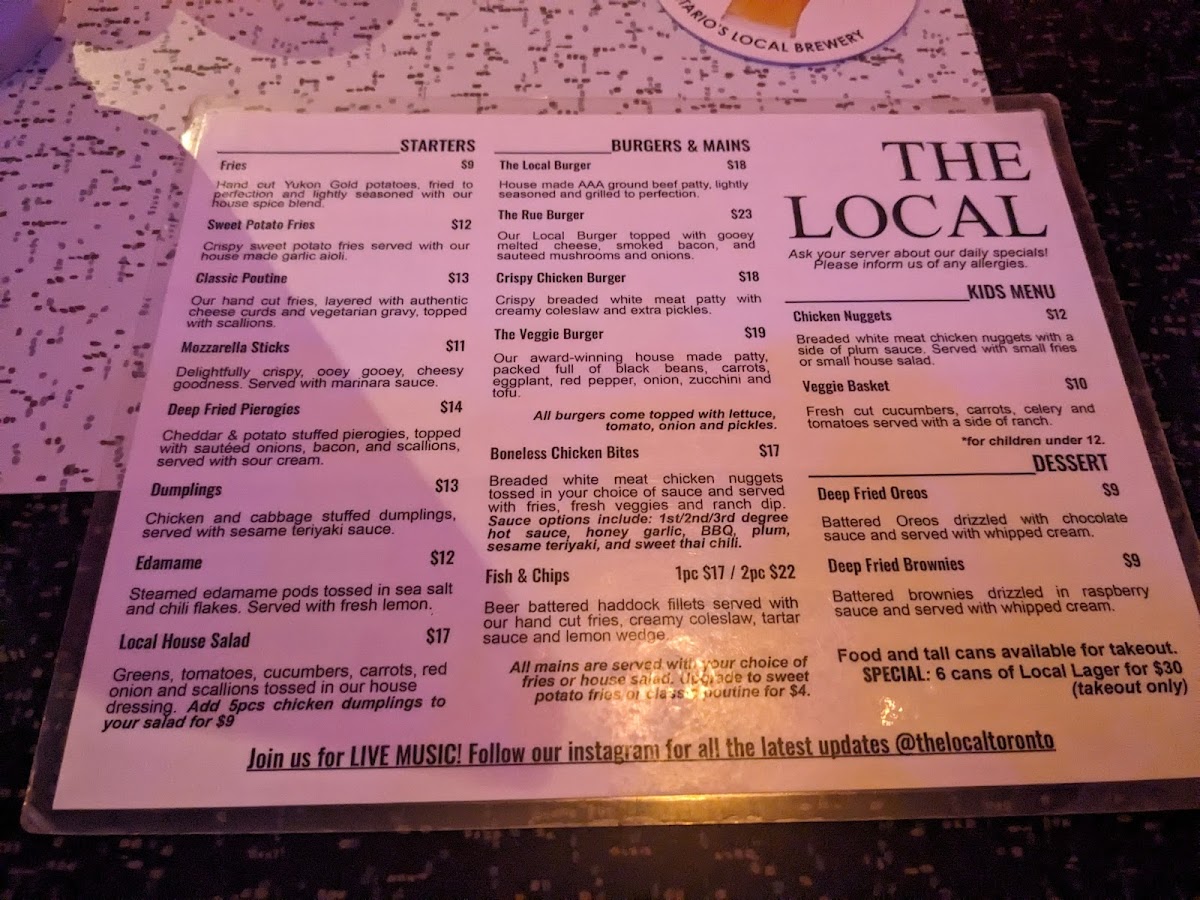 TARIO'S LOCAL BREWERY
STARTERS
Fries $9
Hand cut Yukon Gold potatoes, fried to
perfection and lightly seasoned with our
house spice blend.
Sweet Potato Fries $12
Crispy sweet potato fries served with our
house made garlic aioli.
Classic Poutine $13
Our hand cut fries, layered with authentic
cheese curds and vegetarian gravy, topped
with scallions.
Mozzarella Sticks $11
Delightfully crispy, ooey gooey, cheesy
goodness. Served with marinara sauce.
Deep Fried Pierogies $14
Cheddar & potato stuffed pierogies, topped
with sautéed onions, bacon, and scallions,
served with sour cream.
Dumplings $13
Chicken and cabbage stuffed dumplings,
served with sesame teriyaki sauce.
Edamame $12
Steamed edamame pods tossed in sea salt
and chili flakes. Served with fresh lemon.
Local House Salad $17
Greens, tomatoes, cucumbers, carrots, red
onion and scallions tossed in our house
dressing. Add 5pcs chicken dumplings to
your salad for $9
BURGERS & MAINS
The Local Burger $18
House made AAA ground beef patty, lightly
seasoned and grilled to perfection.
The Rue Burger $23
Our Local Burger topped with gooey
melted cheese, smoked bacon, and
sauteed mushrooms and onions.
Crispy Chicken Burger $18
Crispy breaded white meat patty with
creamy coleslaw and extra pickles.
The Veggie Burger $19
Our award-winning house made patty,
packed full of black beans, carrots,
eggplant, red pepper, onion, zucchini and
tofu.
All burgers come topped with lettuce,
tomato, onion and pickles.
Boneless Chicken Bites $17
Breaded white meat chicken nuggets
tossed in your choice of sauce and served
with fries, fresh veggies and ranch dip.
Sauce options include: 1st/2nd/3rd degree
hot sauce, honey garlic, BBQ, plum,
sesame teriyaki, and sweet thai chili.
Fish & Chips 1pc $17 / 2pc $22
Beer battered haddock fillets served with
our hand cut fries, creamy coleslaw, tartar
sauce and lemon wedge.
All mains are served with your choice of
fries or house salad. Upgrade to sweet
potato fries or classic poutine for $4.
THE
LOCAL
Ask your server about our daily specials!
Please inform us of any allergies.
KIDS MENU
Chicken Nuggets $12
Breaded white meat chicken nuggets with a
side of plum sauce. Served with small fries
or small house salad.
Veggie Basket $10
Fresh cut cucumbers, carrots, celery and
tomatoes served with a side of ranch.
*for children under 12.
DESSERT
Deep Fried Oreos $9
Battered Oreos drizzled with chocolate
sauce and served with whipped cream.
Deep Fried Brownies $9
Battered brownies drizzled in raspberry
sauce and served with whipped cream.
Food and tall cans available for takeout.
SPECIAL: 6 cans of Local Lager for $30
(takeout only)
Join us for LIVE MUSIC! Follow our instagram for all the latest updates @thelocaltoronto